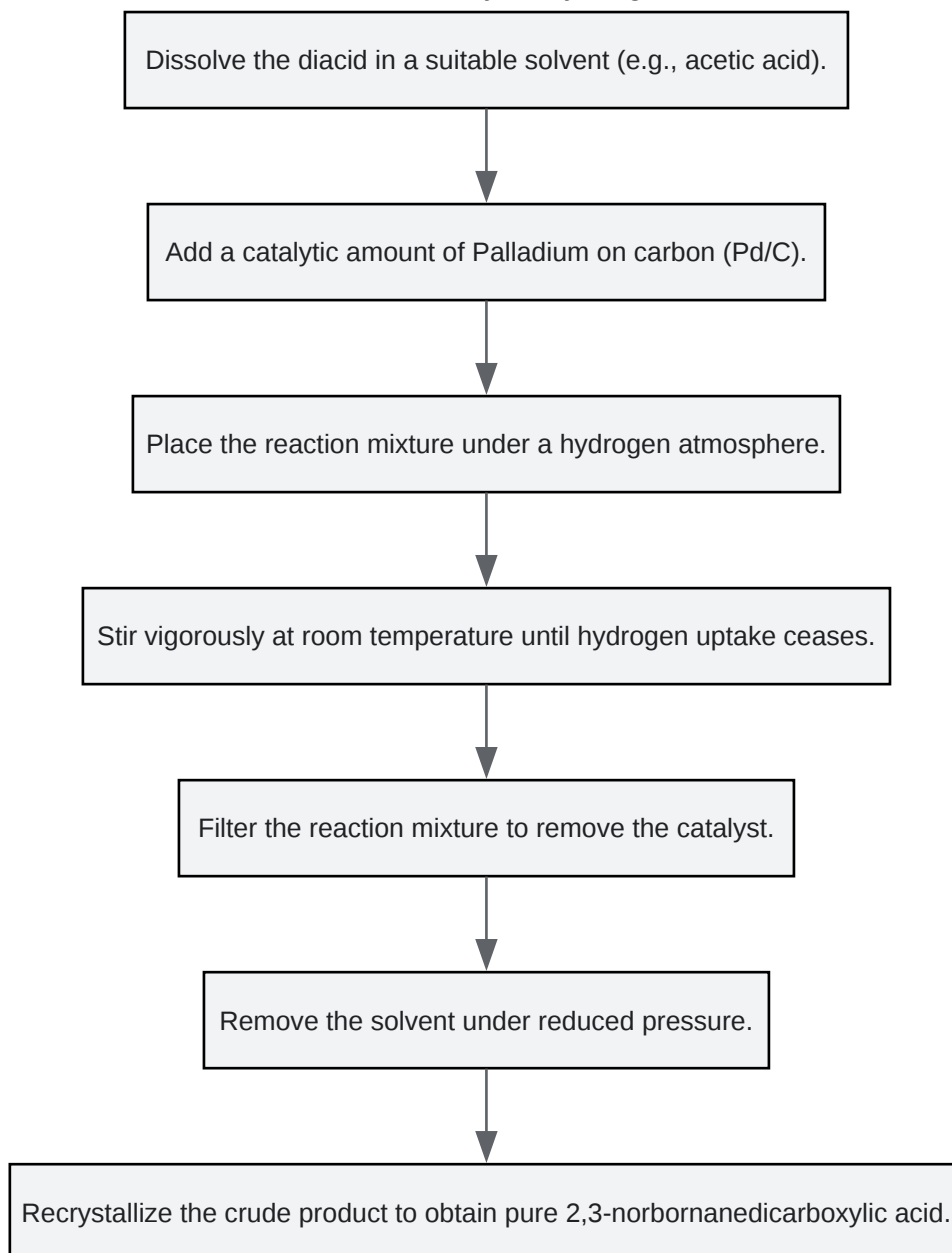 Dissolve the diacid in a suitable solvent (e.g., acetic acid).
Add a catalytic amount of Palladium on carbon (Pd/C).
Place the reaction mixture under a hydrogen atmosphere.
Stir vigorously at room temperature until hydrogen uptake ceases.
Filter the reaction mixture to remove the catalyst.
Remove the solvent under reduced pressure.
Recrystallize the crude product to obtain pure 2,3-norbornanedicarboxylic acid.